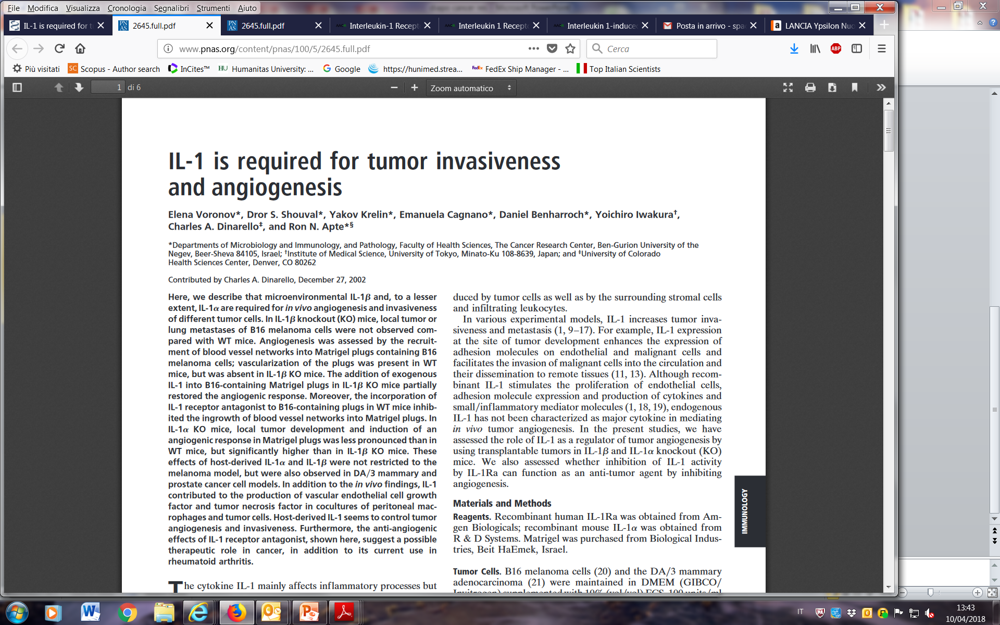 File Modifica Visualizza Cronologia Segnalibri Strumenti Aiuto
IL-1 is required for t
2645.full.pdf
2645.full.pdf
Interleukin-1 Recept
Interleukin 1 Recepto
Interleukin 1-induce
Posta in arrivo - spa
LANCIA Ypsilon Nuo
www.pnas.org/content/pnas/100/5/2645.full.pdf
Cerca
ABP
Più visitati
SC Scopus - Author search
InCites™
HU Humanitas University: ...
Google
https://hunimed.strea...
FedEx FedEx Ship Manager - ...
Top Italian Scientists
1 di 6
Zoom automatico
IL-1 is required for tumor invasiveness
and angiogenesis
Elena Voronov*, Dror S. Shouval*, Yakov Krelin*, Emanuela Cagnano*, Daniel Benharroch*, Yoichiro Iwakura†,
Charles A. Dinarello‡, and Ron N. Apte*§
*Departments of Microbiology and Immunology, and Pathology, Faculty of Health Sciences, The Cancer Research Center, Ben-Gurion University of the
Negev, Beer-Sheva 84105, Israel; †Institute of Medical Science, University of Tokyo, Minato-Ku 108-8639, Japan; and ‡University of Colorado
Health Sciences Center, Denver, CO 80262
Contributed by Charles A. Dinarello, December 27, 2002
Here, we describe that microenvironmental IL-1β and, to a lesser
extent, IL-1α are required for in vivo angiogenesis and invasiveness
of different tumor cells. In IL-1β knockout (KO) mice, local tumor or
lung metastases of B16 melanoma cells were not observed com-
pared with WT mice. Angiogenesis was assessed by the recruit-
ment of blood vessel networks into Matrigel plugs containing B16
melanoma cells; vascularization of the plugs was present in WT
mice, but was absent in IL-1β KO mice. The addition of exogenous
IL-1 into B16-containing Matrigel plugs in IL-1β KO mice partially
restored the angiogenic response. Moreover, the incorporation of
IL-1 receptor antagonist to B16-containing plugs in WT mice inhib-
ited the ingrowth of blood vessel networks into Matrigel plugs. In
IL-1α KO mice, local tumor development and induction of an
angiogenic response in Matrigel plugs was less pronounced than in
WT mice, but significantly higher than in IL-1β KO mice. These
effects of host-derived IL-1α and IL-1β were not restricted to the
melanoma model, but were also observed in DA/3 mammary and
prostate cancer cell models. In addition to the in vivo findings, IL-1
contributed to the production of vascular endothelial cell growth
factor and tumor necrosis factor in cocultures of peritoneal mac-
rophages and tumor cells. Host-derived IL-1 seems to control tumor
angiogenesis and invasiveness. Furthermore, the anti-angiogenic
effects of IL-1 receptor antagonist, shown here, suggest a possible
therapeutic role in cancer, in addition to its current use in
rheumatoid arthritis.
The cytokine IL-1 mainly affects inflammatory processes but
duced by tumor cells as well as by the surrounding stromal cells
and infiltrating leukocytes.
In various experimental models, IL-1 increases tumor inva-
siveness and metastasis (1, 9–17). For example, IL-1 expression
at the site of tumor development enhances the expression of
adhesion molecules on endothelial and malignant cells and
facilitates the invasion of malignant cells into the circulation and
their dissemination to remote tissues (11, 13). Although recom-
binant IL-1 stimulates the proliferation of endothelial cells,
adhesion molecule expression and production of cytokines and
small/inflammatory mediator molecules (1, 18, 19), endogenous
IL-1 has not been characterized as major cytokine in mediating
in vivo tumor angiogenesis. In the present studies, we have
assessed the role of IL-1 as a regulator of tumor angiogenesis by
using transplantable tumors in IL-1β and IL-1α knockout (KO)
mice. We also assessed whether inhibition of IL-1 activity
by IL-1Ra can function as an anti-tumor agent by inhibiting
angiogenesis.
Materials and Methods
Reagents. Recombinant human IL-1Ra was obtained from Am-
gen Biologicals; recombinant mouse IL-1α was obtained from
R & D Systems. Matrigel was purchased from Biological Indus-
tries, Beit HaEmek, Israel.
Tumor Cells. B16 melanoma cells (20) and the DA/3 mammary
adenocarcinoma (21) were maintained in DMEM (GIBCO/
Invitrogen) supplemented with 10% (vol/vol) FCS, 100 units/ml
IMMUNOLOGY
IT
13:43
10/04/2018